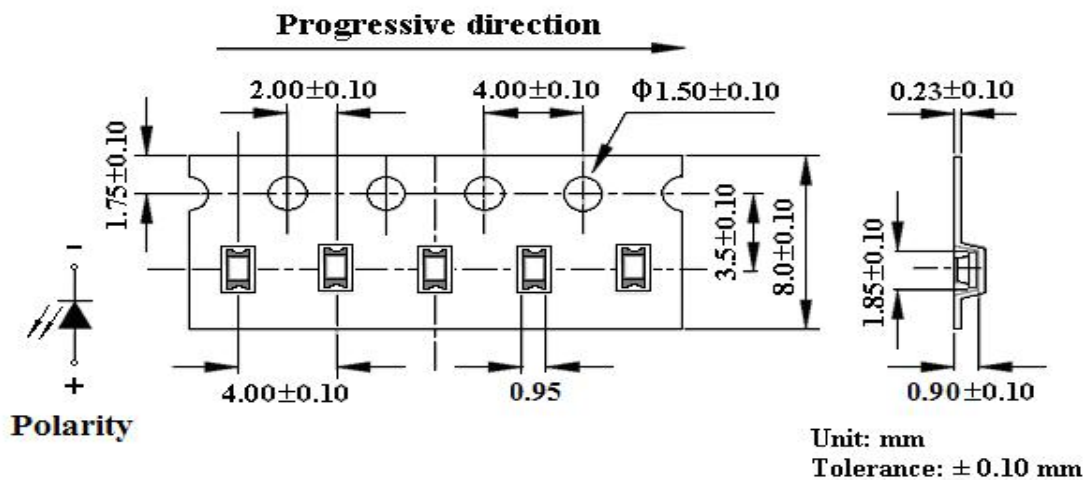 Progressive direction
2.00±0.10
4.00±0.10
Φ1.50±0.10
0.23±0.10
1.75±0.10
3.5±0.10
8.0±0.10
1.85±0.10
-
+
Polarity
4.00±0.10
0.95
0.90±0.10
Unit: mm
Tolerance: ± 0.10 mm